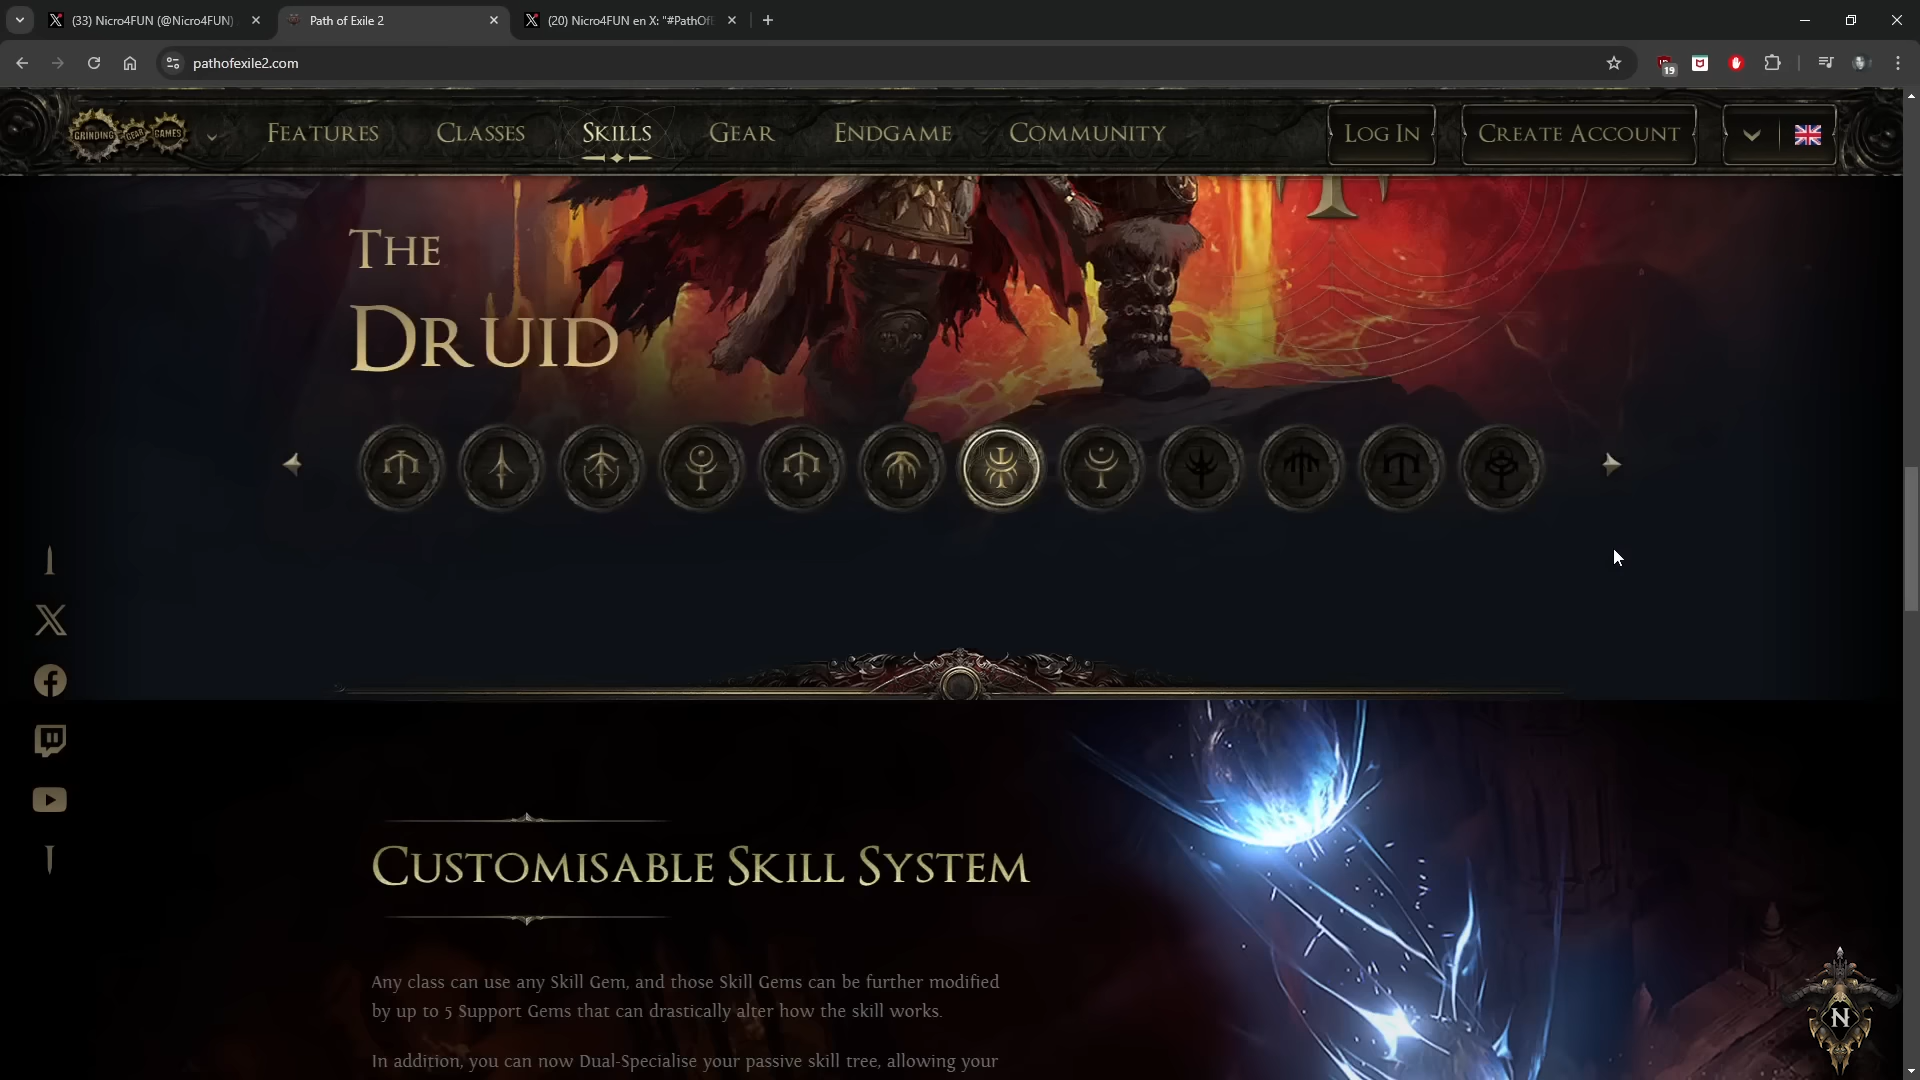 (33) Nicro4FUN (@Nicro4FUN)
Path of Exile 2
(20) Nicro4FUN en X: "#PathOf
pathofexile2.com
19
GRINDING GEAR GAMES
FEATURES
CLASSES
SKILLS
GEAR
ENDGAME
COMMUNITY
LOG IN
CREATE ACCOUNT
THE
DRUID
CUSTOMISABLE SKILL SYSTEM
Any class can use any Skill Gem, and those Skill Gems can be further modified
by up to 5 Support Gems that can drastically alter how the skill works.
In addition, you can now Dual-Specialise your passive skill tree, allowing your
N